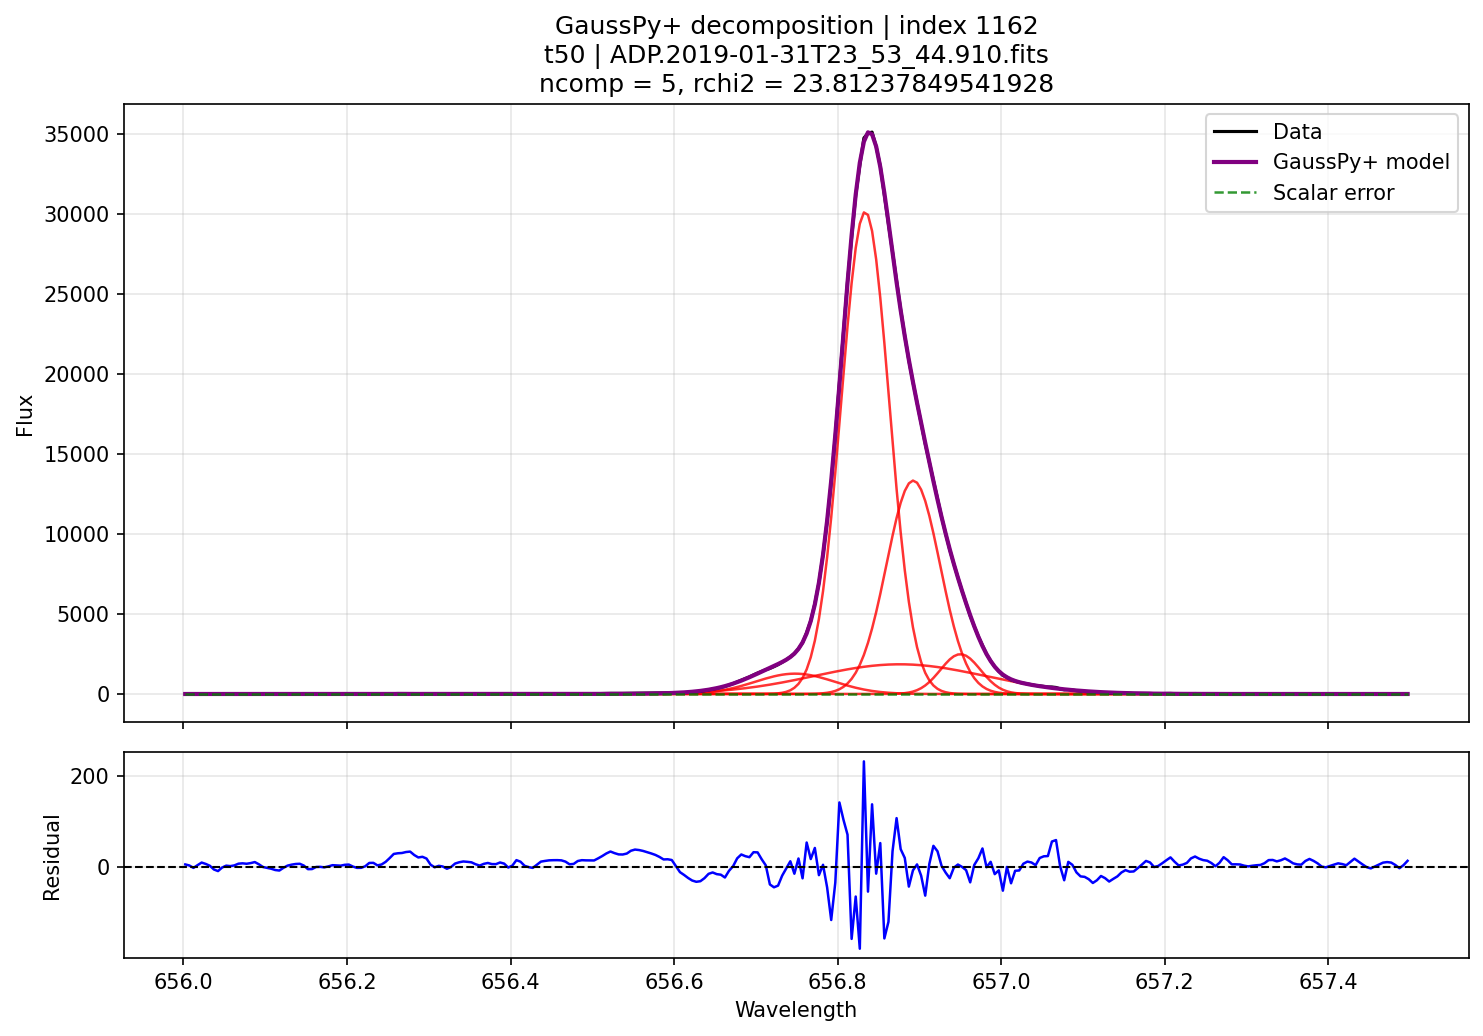 GaussPy+ decomposition | index 1162
t50 | ADP.2019-01-31T23_53_44.910.fits
ncomp = 5, rchi2 = 23.81237849541928
Data
GaussPy+ model
Scalar error
35000
30000
25000
20000
15000
10000
5000
0
Flux
200
0
Residual
656.0
656.2
656.4
656.6
656.8
657.0
657.2
657.4
Wavelength